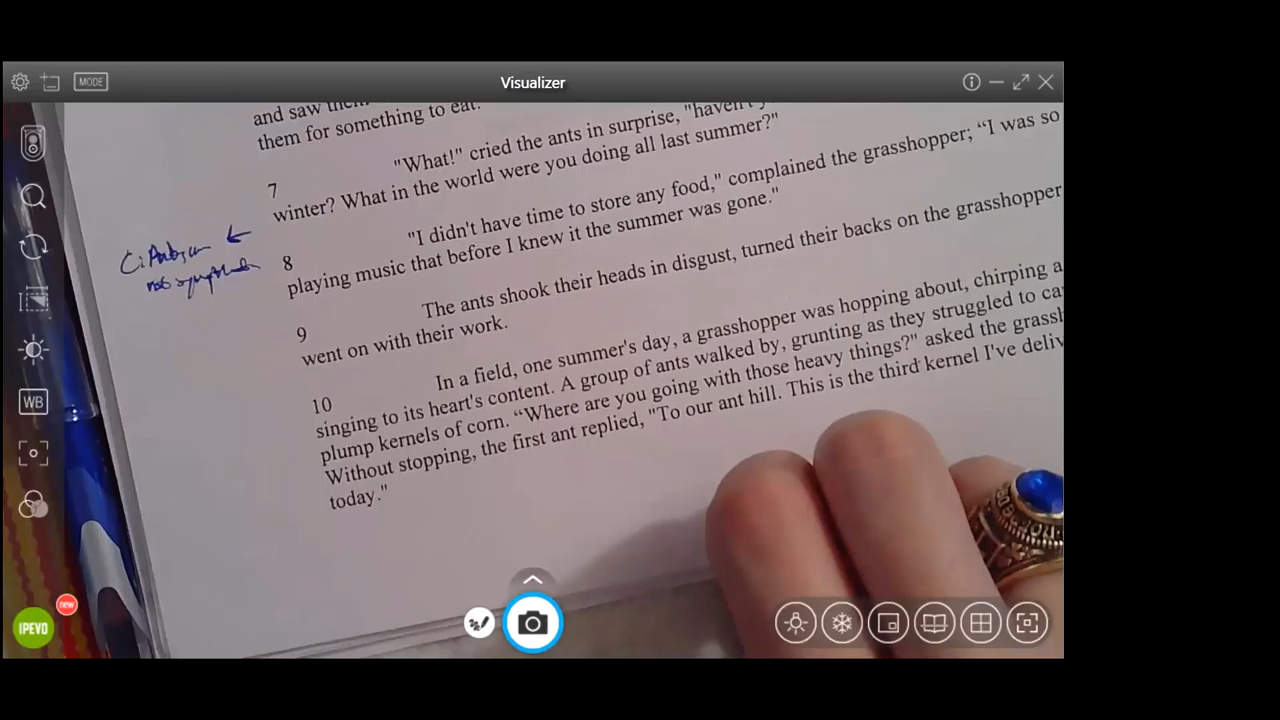 MODE
Visualizer
and saw them
them for something to eat.
"What!" cried the ants in surprise, "haven't
7
winter? What in the world were you doing all last summer?"
"I didn't have time to store any food," complained the grasshopper; “I was so
8
playing music that before I knew it the summer was gone."
The ants shook their heads in disgust, turned their backs on the grasshopper
9
went on with their work.
In a field, one summer's day, a grasshopper was hopping about, chirping a
10
singing to its heart's content. A group of ants walked by, grunting as they struggled to ca
plump kernels of corn. “Where are you going with those heavy things?" asked the grassh
Without stopping, the first ant replied, "To our ant hill. This is the third kernel I've deliv
today."
not
WB
new
IPEVO